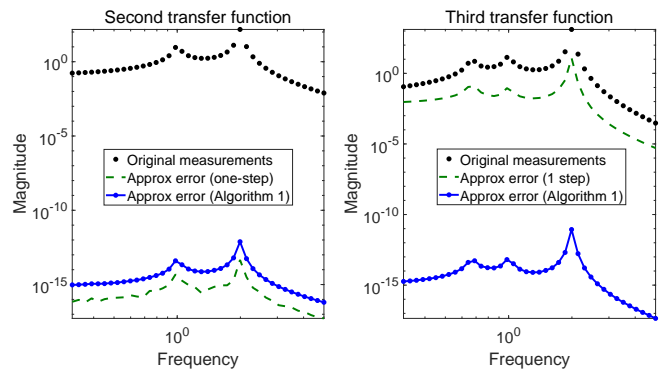 Second transfer function
Magnitude
10^0
10^-5
10^-10
10^-15
Original measurements
Approx error (one-step)
Approx error (Algorithm 1)
10^0
Frequency
Third transfer function
Magnitude
10^0
10^-5
10^-10
10^-15
Original measurements
Approx error (1 step)
Approx error (Algorithm 1)
10^0
Frequency